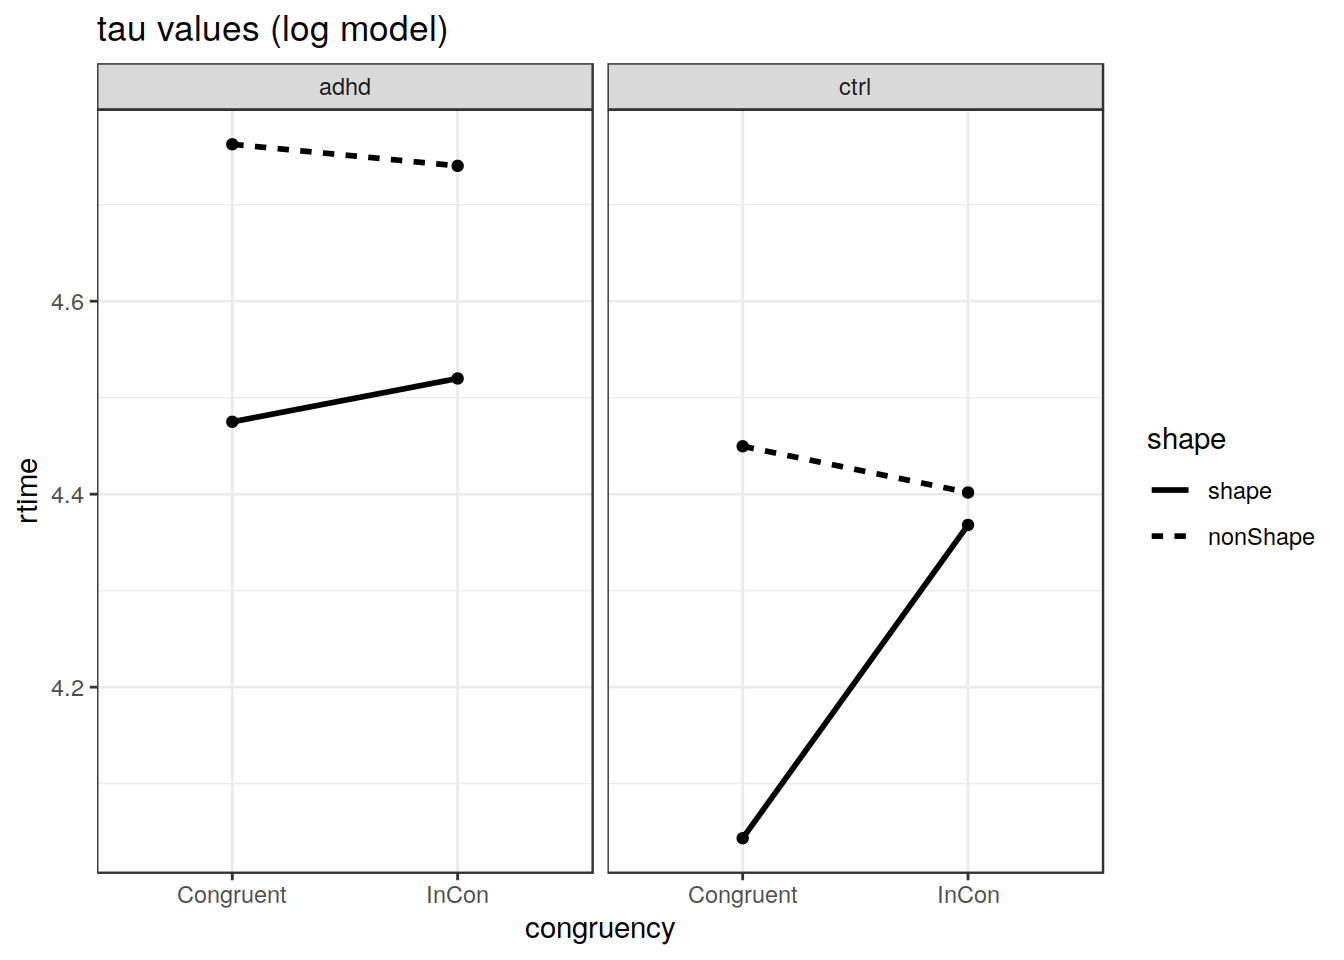 tau values (log model)
adhd
ctrl
4.6
4.4
4.2
rtime
Congruent
InCon
Congruent
InCon
congruency
shape
shape
nonShape